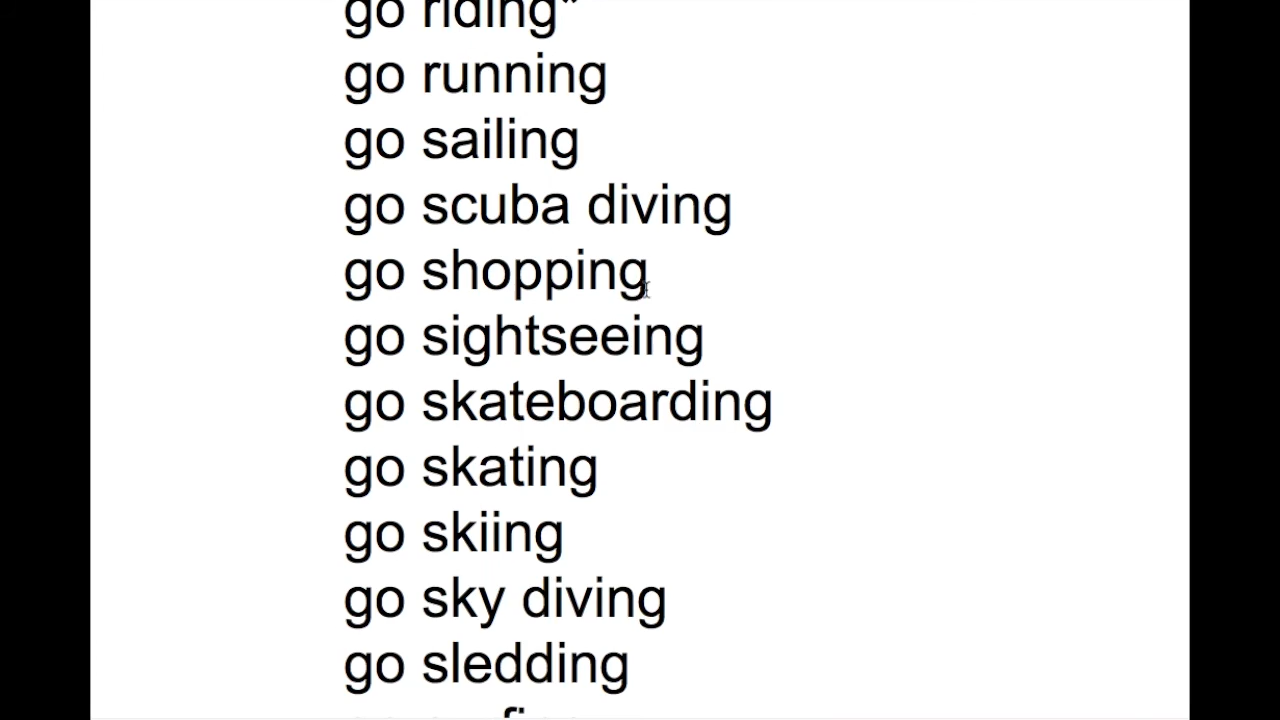 go riding*
go running
go sailing
go scuba diving
go shopping
go sightseeing
go skateboarding
go skating
go skiing
go sky diving
go sledding